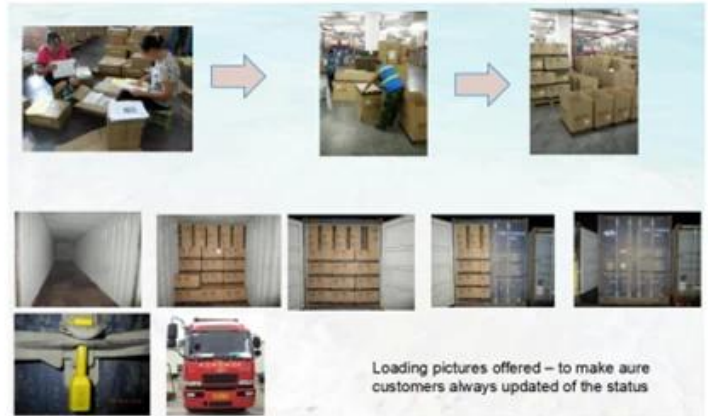 Loading pictures offered – to make aure
customers always updated of the status